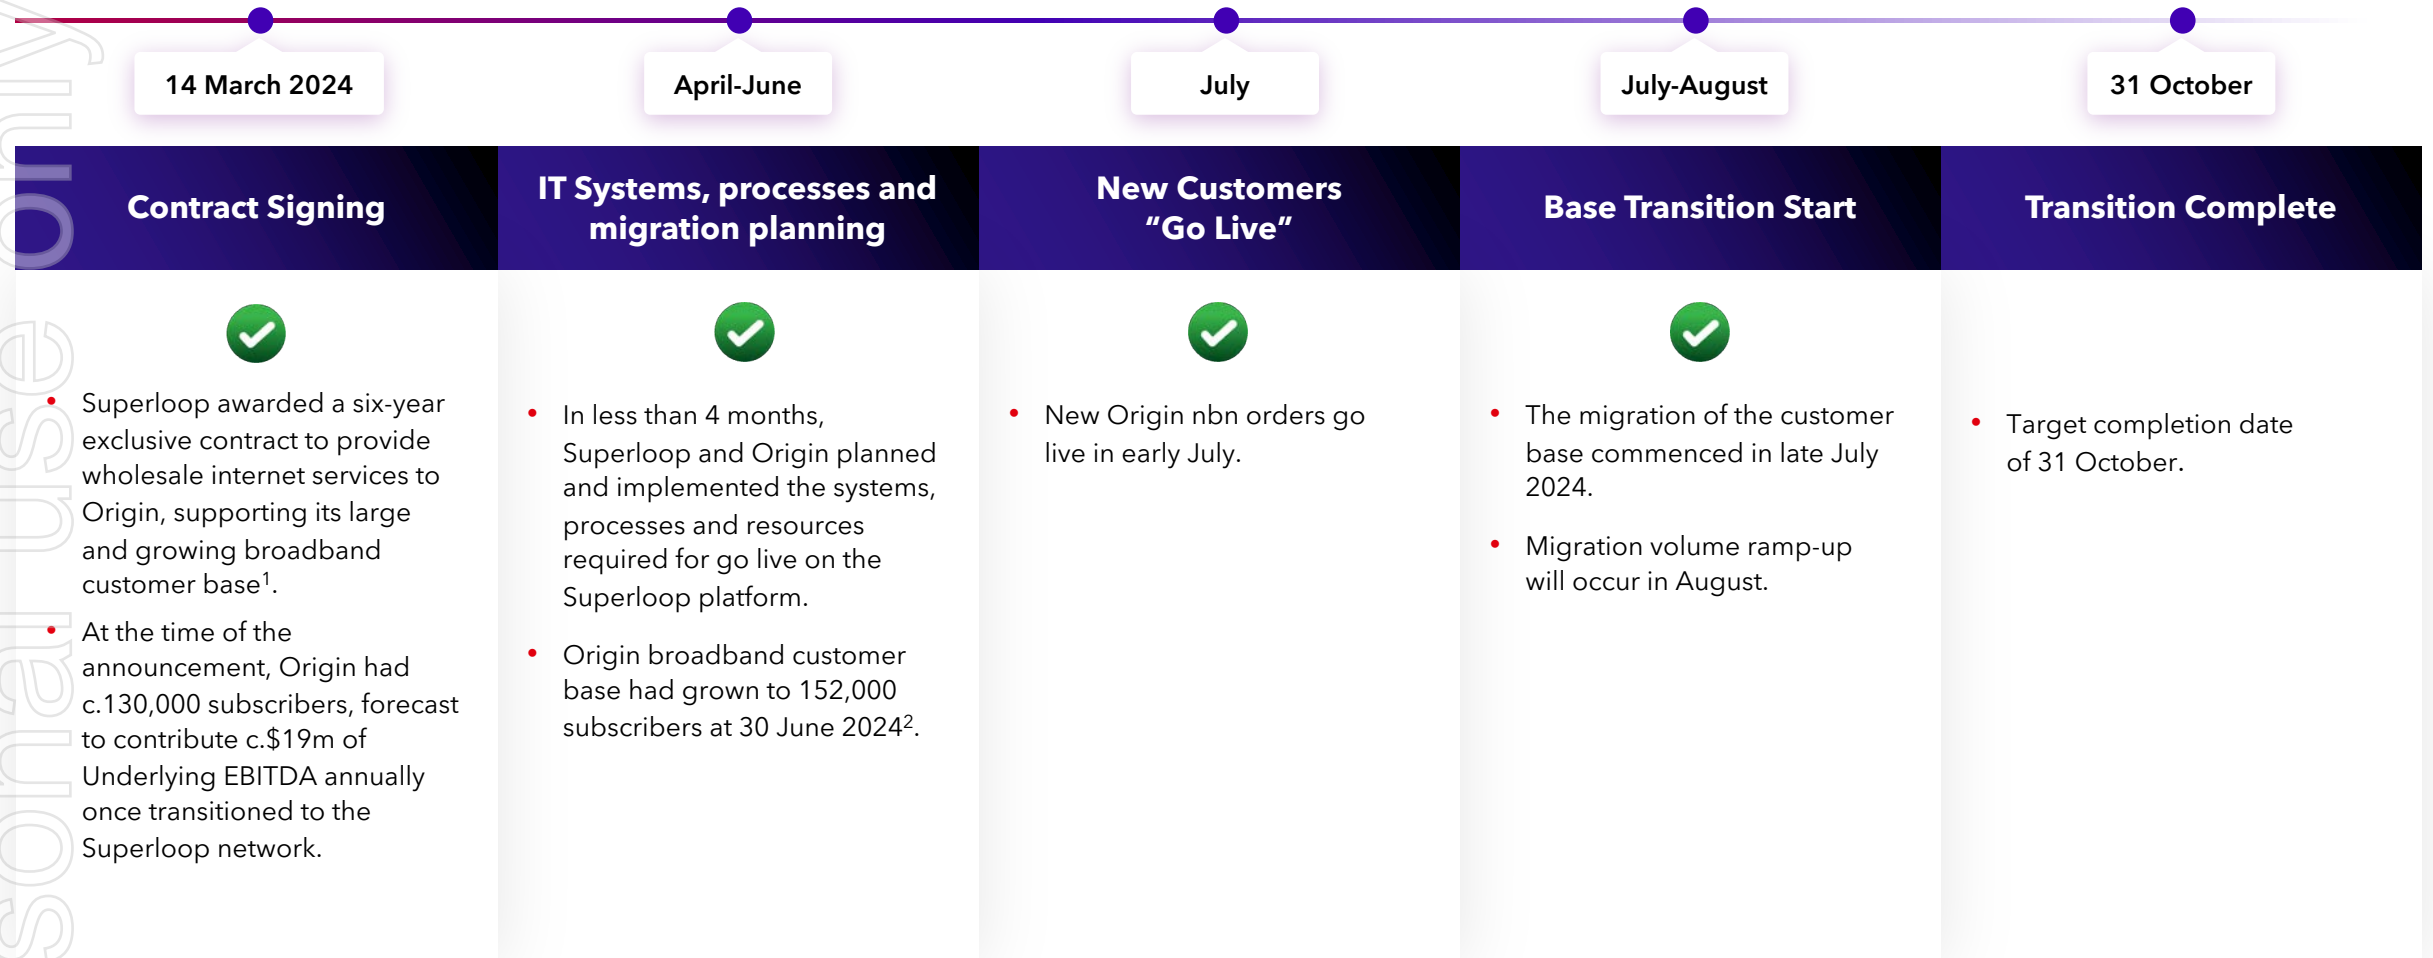 14 March 2024
April-June
July
July-August
31 October
Contract Signing
IT Systems, processes and
migration planning
New Customers
“Go Live”
Base Transition Start
Transition Complete
• Superloop awarded a six-year
exclusive contract to provide
wholesale internet services to
Origin, supporting its large
and growing broadband
customer base¹.
• At the time of the
announcement, Origin had
c.130,000 subscribers, forecast
to contribute c.$19m of
Underlying EBITDA annually
once transitioned to the
Superloop network.
• In less than 4 months,
Superloop and Origin planned
and implemented the systems,
processes and resources
required for go live on the
Superloop platform.
• Origin broadband customer
base had grown to 152,000
subscribers at 30 June 2024².
• New Origin nbn orders go
live in early July.
• The migration of the customer
base commenced in late July
2024.
• Migration volume ramp-up
will occur in August.
• Target completion date
of 31 October.
sonal use only